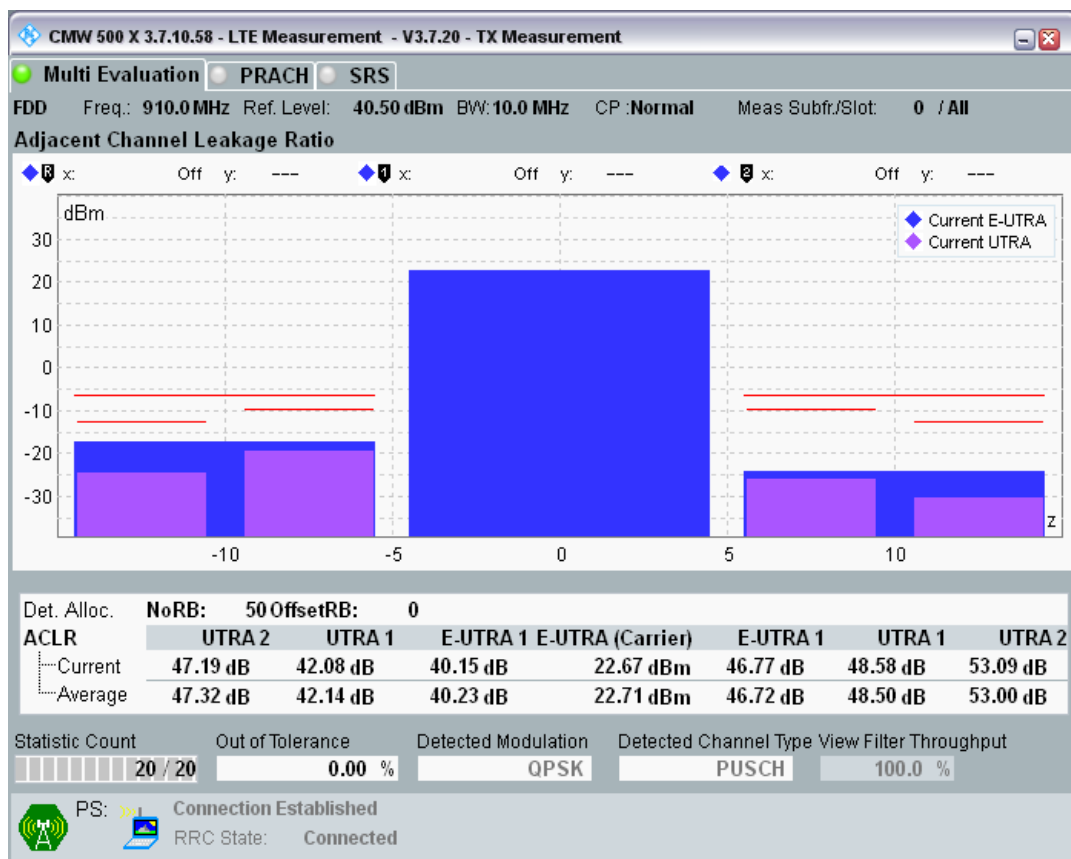 CMW 500 X 3.7.10.58 - LTE Measurement - V3.7.20 - TX Measurement
Multi Evaluation PRACH SRS
FDD Freq.: 910.0 MHz Ref. Level: 40.50 dBm BW: 10.0 MHz CP :Normal Meas Subfr./Slot: 0 / All
Adjacent Channel Leakage Ratio
R x: Off y: --- 1 x: Off y: --- 2 x: Off y: ---
dBm
Current E-UTRA
Current UTRA
30
20
10
0
-10
-20
-30
z
-10 -5 0 5 10
Det. Alloc. NoRB: 50 OffsetRB: 0
ACLR UTRA 2 UTRA 1 E-UTRA 1 E-UTRA (Carrier) E-UTRA 1 UTRA 1 UTRA 2
Current 47.19 dB 42.08 dB 40.15 dB 22.67 dBm 46.77 dB 48.58 dB 53.09 dB
Average 47.32 dB 42.14 dB 40.23 dB 22.71 dBm 46.72 dB 48.50 dB 53.00 dB
Statistic Count Out of Tolerance Detected Modulation Detected Channel Type View Filter Throughput
20 / 20 0.00 % QPSK PUSCH 100.0 %
PS: Connection Established
RRC State: Connected